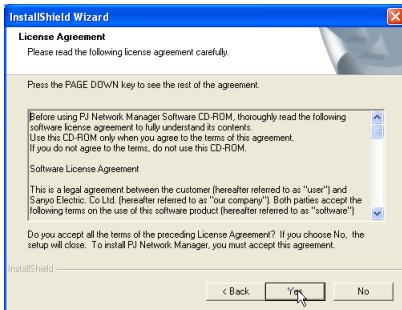 InstallShield Wizard
License Agreement
Please read the following license agreement carefully.
Press the PAGE DOWN key to see the rest of the agreement.
Before using PJ Network Manager Software CD-ROM, thoroughly read the following
software license agreement to fully understand its contents.
Use this CD-ROM only when you agree to the terms of this agreement.
If you do not agree to the terms, do not use this CD-ROM.
Software License Agreement
This is a legal agreement between the customer (hereafter referred to as "user") and
Sanyo Electric. Co Ltd. (hereafter referred to as "our company"). Both parties accept the
following terms on the use of this software product (hereafter referred to as "software")
Do you accept all the terms of the preceding License Agreement? If you choose No, the
setup will close. To install PJ Network Manager, you must accept this agreement.
InstallShield
< Back Yes No